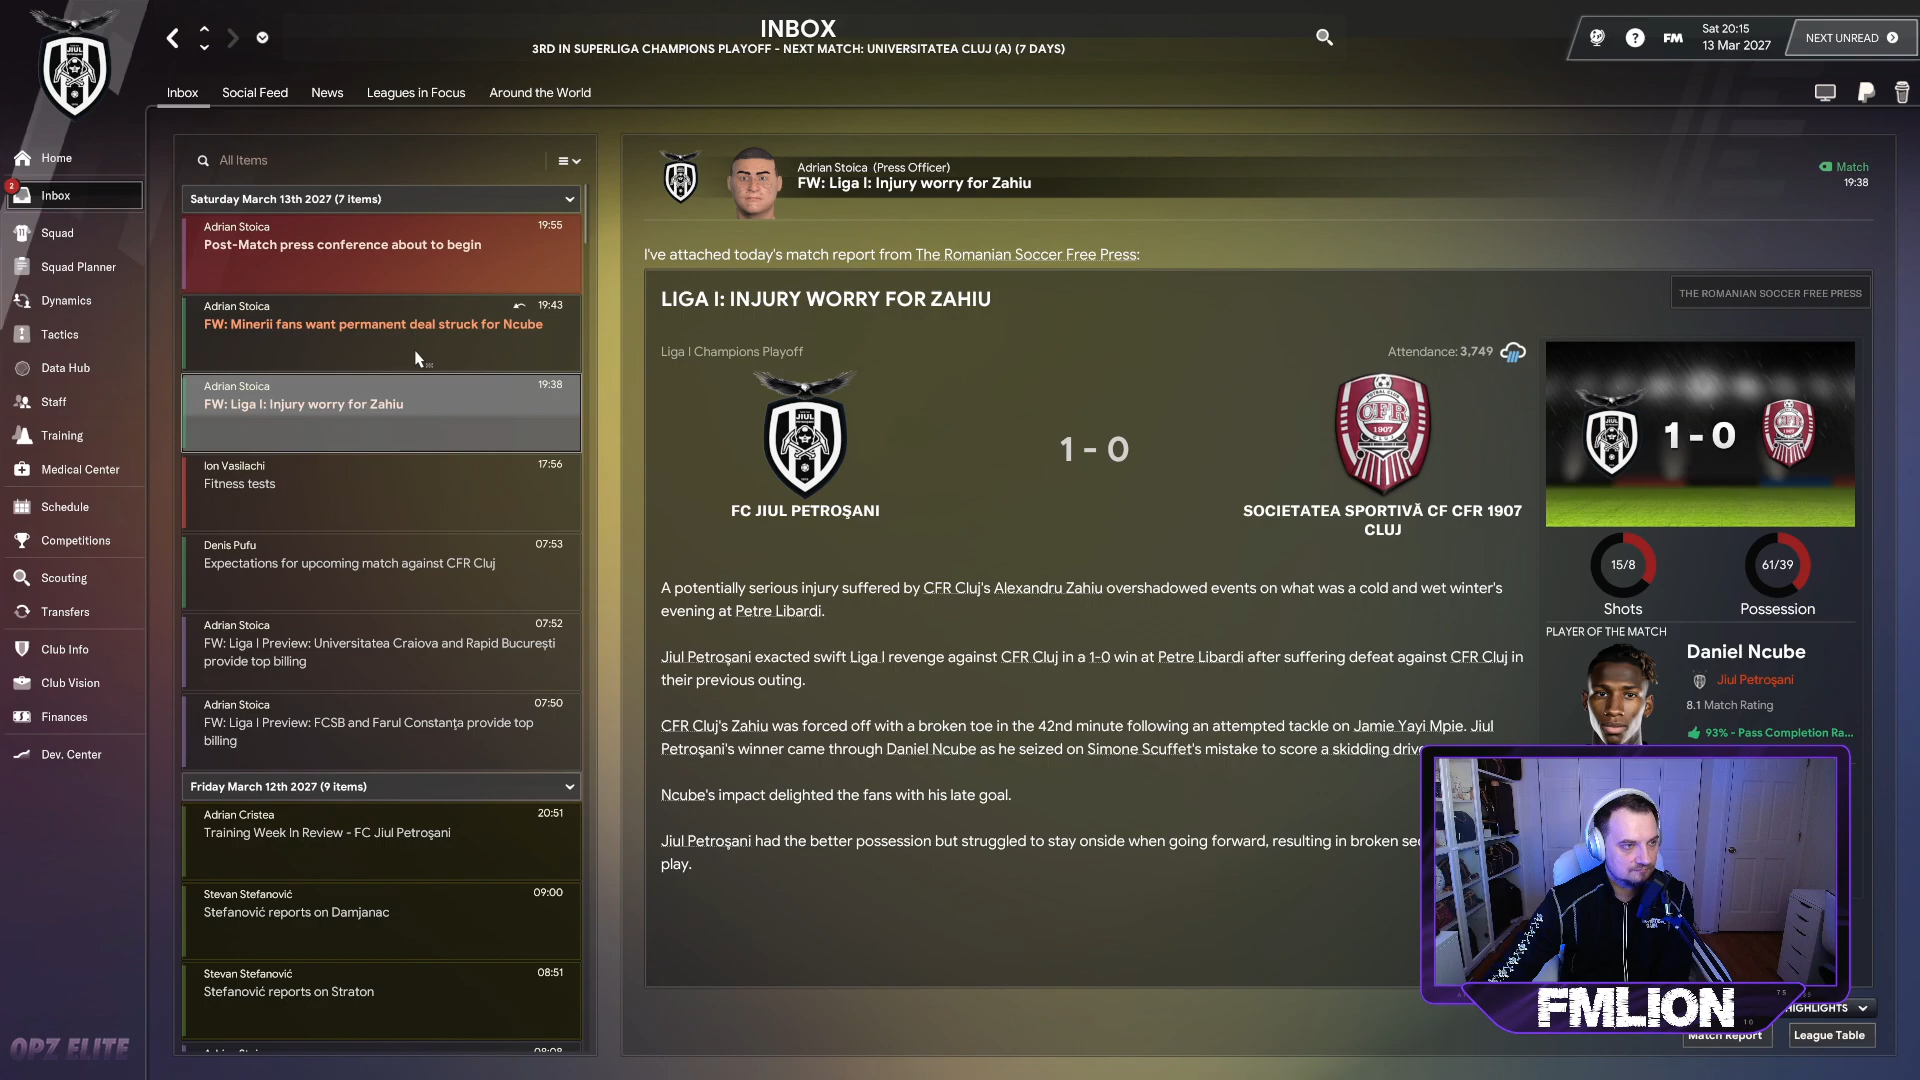 INBOX
3RD IN SUPERLIGA CHAMPIONS PLAYOFF - NEXT MATCH: UNIVERSITATEA CLUJ (A) (7 DAYS)
FM
Sat 20:15
13 Mar 2027
NEXT UNREAD
Inbox
Social Feed
News
Leagues in Focus
Around the World
Home
2
Inbox
Squad
Squad Planner
Dynamics
Tactics
Data Hub
Staff
Training
Medical Center
Schedule
Competitions
Scouting
Transfers
Club Info
Club Vision
Finances
Dev. Center
OPZ ELITE
All Items
Saturday March 13th 2027 (7 items)
Adrian Stoica 19:55
Post-Match press conference about to begin
Adrian Stoica 19:43
FW: Minerii fans want permanent deal struck for Ncube
Adrian Stoica 19:38
FW: Liga I: Injury worry for Zahiu
Ion Vasilachi 17:56
Fitness tests
Denis Pufu 07:53
Expectations for upcoming match against CFR Cluj
Adrian Stoica 07:52
FW: Liga I Preview: Universitatea Craiova and Rapid Bucureşti
provide top billing
Adrian Stoica 07:50
FW: Liga I Preview: FCSB and Farul Constanţa provide top
billing
Friday March 12th 2027 (9 items)
Adrian Cristea 20:51
Training Week In Review - FC Jiul Petroşani
Stevan Stefanović 09:00
Stefanović reports on Damjanac
Stevan Stefanović 08:51
Stefanović reports on Straton
Adrian Stoica (Press Officer)
FW: Liga I: Injury worry for Zahiu
Match
19:38
I've attached today's match report from The Romanian Soccer Free Press:
LIGA I: INJURY WORRY FOR ZAHIU
THE ROMANIAN SOCCER FREE PRESS
Liga I Champions Playoff
Attendance: 3,749
JIUL
CFR
1907
CLUJ
1 - 0
FC JIUL PETROŞANI
SOCIETATEA SPORTIVĂ CF CFR 1907
CLUJ
A potentially serious injury suffered by CFR Cluj's Alexandru Zahiu overshadowed events on what was a cold and wet winter's
evening at Petre Libardi.
Jiul Petroşani exacted swift Liga I revenge against CFR Cluj in a 1-0 win at Petre Libardi after suffering defeat against CFR Cluj in
their previous outing.
CFR Cluj's Zahiu was forced off with a broken toe in the 42nd minute following an attempted tackle on Jamie Yayi Mpie. Jiul
Petroşani's winner came through Daniel Ncube as he seized on Simone Scuffet's mistake to score a skidding drive
Ncube's impact delighted the fans with his late goal.
Jiul Petroşani had the better possession but struggled to stay onside when going forward, resulting in broken
play.
1 - 0
15/8
Shots
61/39
Possession
PLAYER OF THE MATCH
Daniel Ncube
Jiul Petroşani
8.1 Match Rating
93% - Pass Completion Ra...
FMLION
HIGHLIGHTS
Match Report
League Table